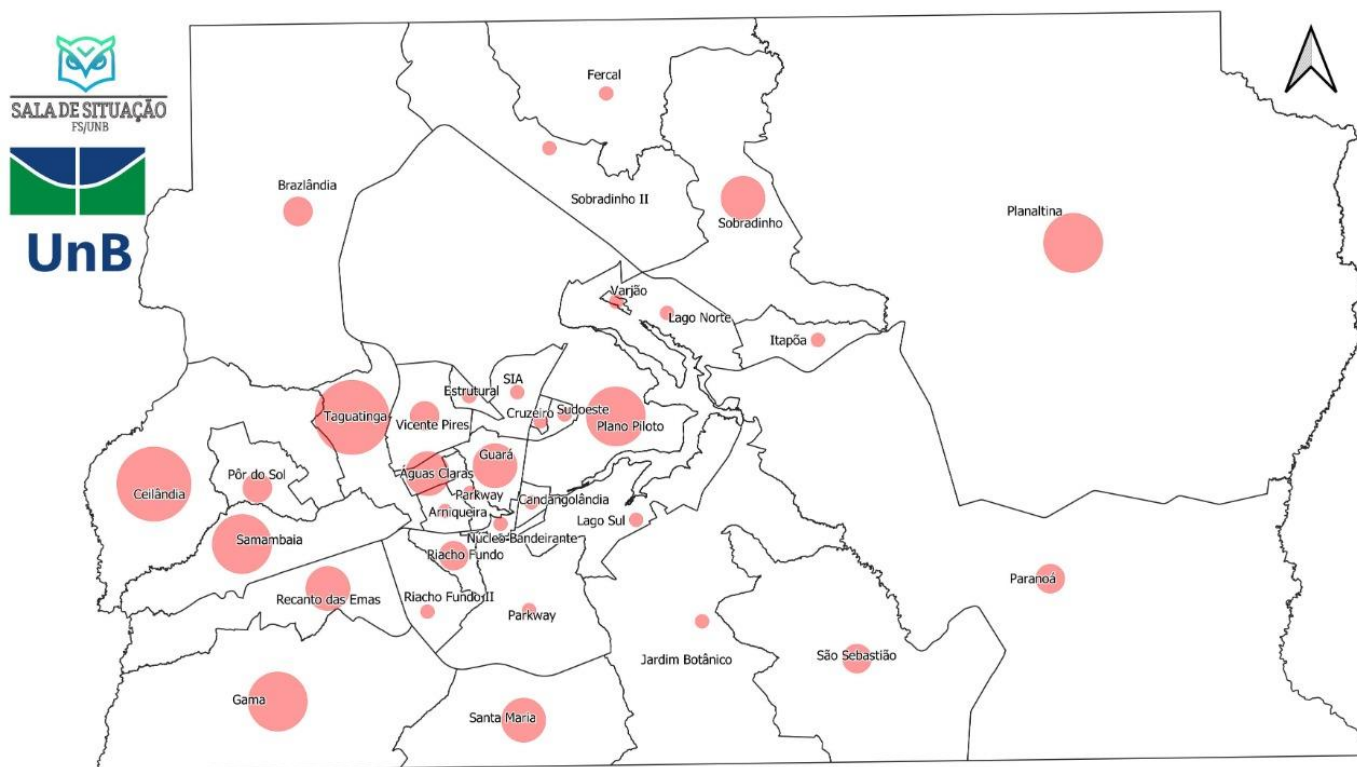 SALA DE SITUAÇÃO
FS/UNB
UnB
Fercal
Brazlândia
Sobradinho II
Sobradinho
Planaltina
Varjão
Lago Norte
Itapõa
SIA
Estrutural
Taguatinga
Vicente Pires
Cruzeiro
Sudoeste
Plano Piloto
Guará
Águas Claras
Pôr do Sol
Ceilândia
Parkway
Candangolândia
Arniqueira
Lago Sul
Núcleo Bandeirante
Samambaia
Riacho Fundo
Recanto das Emas
Riacho Fundo II
Parkway
Paranoá
Jardim Botânico
São Sebastião
Gama
Santa Maria